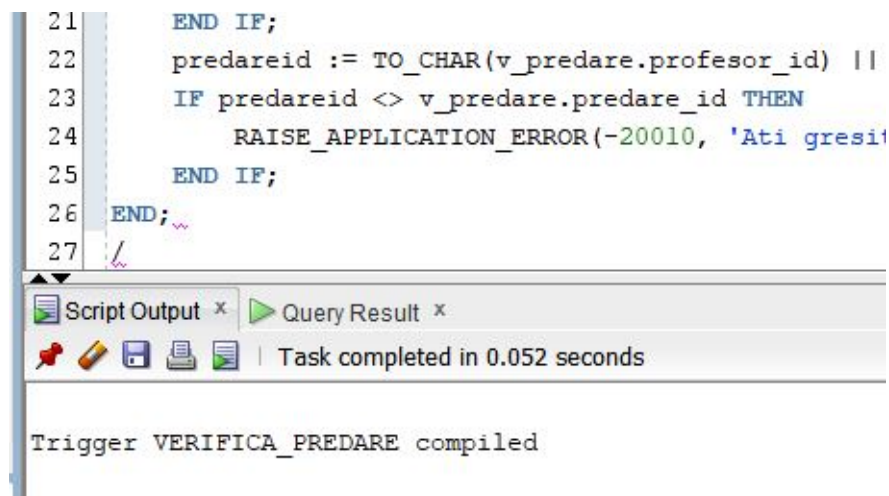 21 END IF;
22 predareid := TO_CHAR(v_predare.profesor_id) ||
23 IF predareid <> v_predare.predare_id THEN
24 RAISE_APPLICATION_ERROR(-20010, 'Ati gresit
25 END IF;
26 END;
27 /
Script Output x Query Result x
Task completed in 0.052 seconds
Trigger VERIFICA_PREDARE compiled